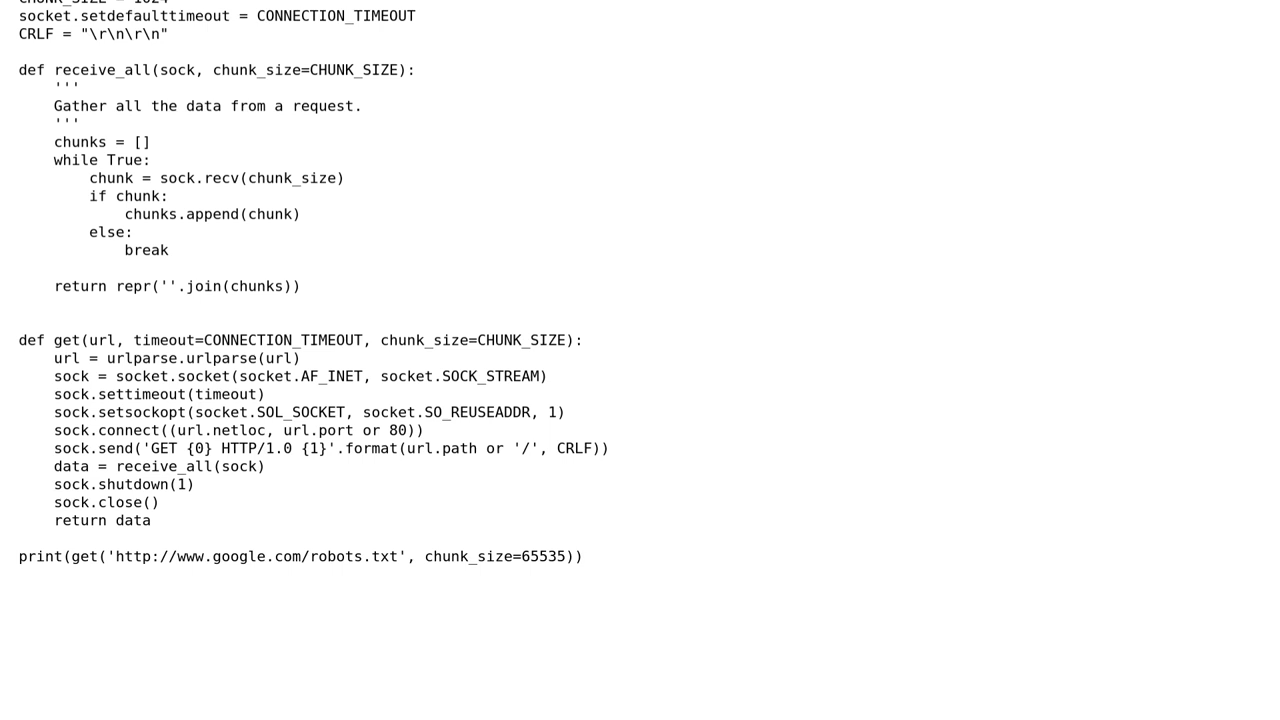 CHUNK_SIZE = 1024
socket.setdefaulttimeout = CONNECTION_TIMEOUT
CRLF = "\r\n\r\n"

def receive_all(sock, chunk_size=CHUNK_SIZE):
    '''
    Gather all the data from a request.
    '''
    chunks = []
    while True:
        chunk = sock.recv(chunk_size)
        if chunk:
            chunks.append(chunk)
        else:
            break

    return repr(''.join(chunks))


def get(url, timeout=CONNECTION_TIMEOUT, chunk_size=CHUNK_SIZE):
    url = urlparse.urlparse(url)
    sock = socket.socket(socket.AF_INET, socket.SOCK_STREAM)
    sock.settimeout(timeout)
    sock.setsockopt(socket.SOL_SOCKET, socket.SO_REUSEADDR, 1)
    sock.connect((url.netloc, url.port or 80))
    sock.send('GET {0} HTTP/1.0 {1}'.format(url.path or '/', CRLF))
    data = receive_all(sock)
    sock.shutdown(1)
    sock.close()
    return data

print(get('http://www.google.com/robots.txt', chunk_size=65535))